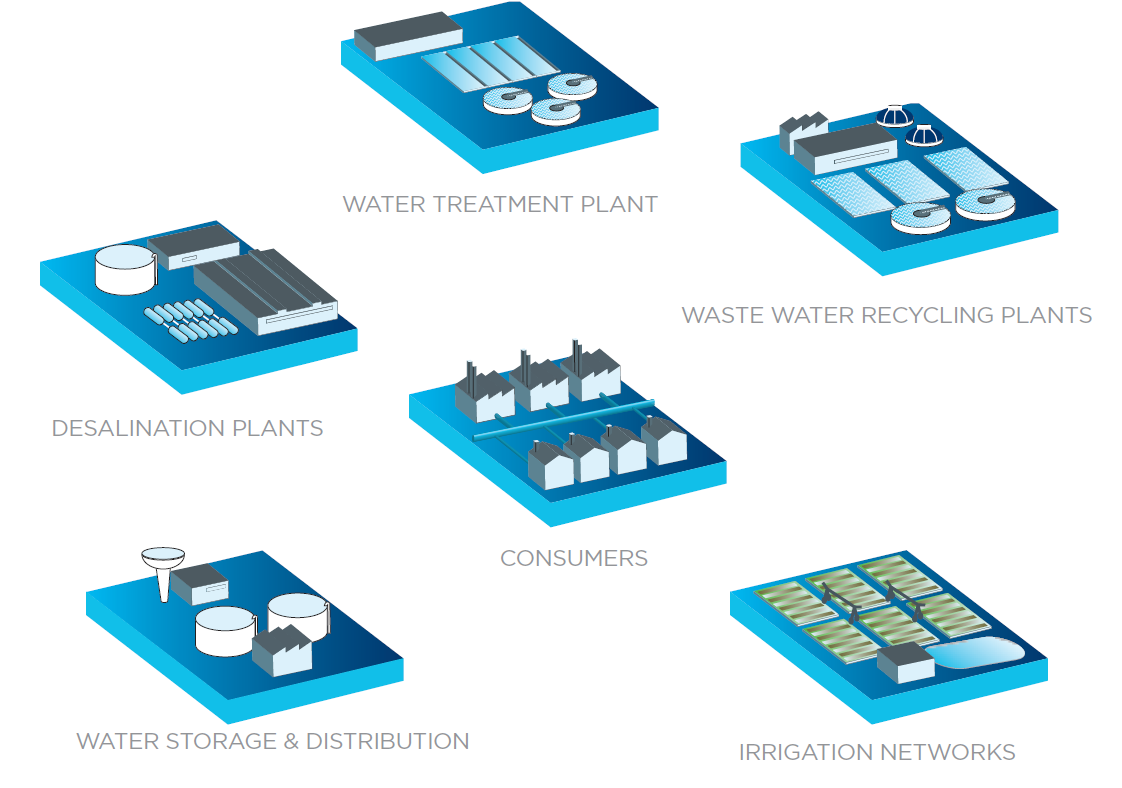 WATER TREATMENT PLANT
WASTE WATER RECYCLING PLANTS
DESALINATION PLANTS
CONSUMERS
WATER STORAGE & DISTRIBUTION
IRRIGATION NETWORKS